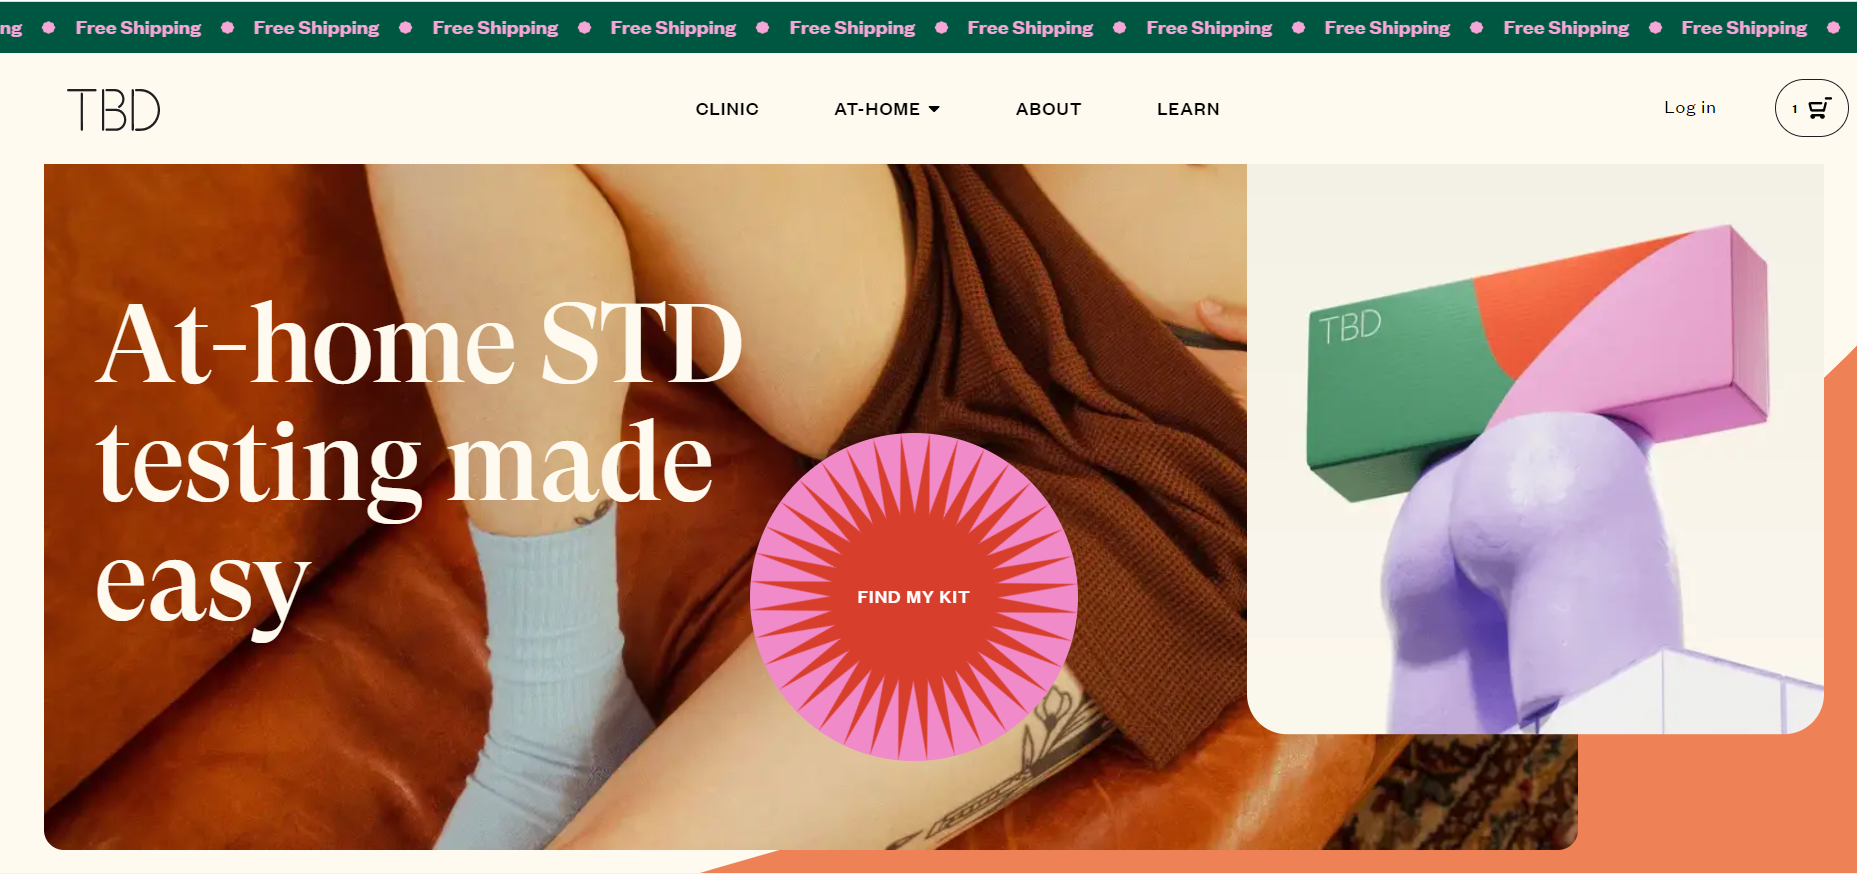 ng Free Shipping Free Shipping Free Shipping Free Shipping Free Shipping Free Shipping Free Shipping Free Shipping Free Shipping Free Shipping
TBD
CLINIC AT-HOME ABOUT LEARN
Log in
1
At-home STD
testing made
easy
FIND MY KIT
TBD